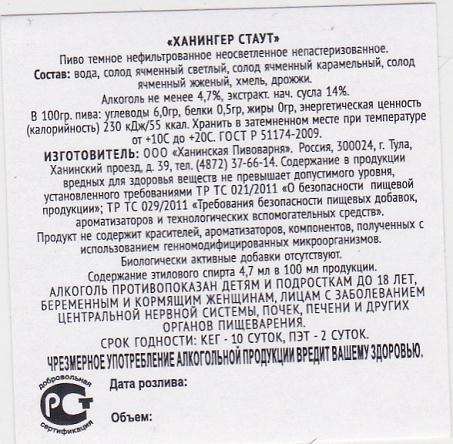 «ХАНИНГЕР СТАУТ»
Пиво темное нефильтрованное неосветленное непастеризованное.
Состав: вода, солод ячменный светлый, солод ячменный карамельный, солод
ячменный жженый, хмель, дрожжи.
Алкоголь не менее 4,7%, экстракт. нач. сусла 14%.
В 100гр. пива: углеводы 6,0гр, белки 0,5гр, жиры 0гр, энергетическая ценность
(калорийность) 230 кДж/55 ккал. Хранить в затемненном месте при температуре
от +10С до +20С. ГОСТ Р 51174-2009.
ИЗГОТОВИТЕЛЬ: ООО «Ханинская Пивоварня». Россия, 300024, г. Тула,
Ханинский проезд, д. 39, тел. (4872) 37-66-14. Содержание в продукции
вредных для здоровья веществ не превышает допустимого уровня,
установленного требованиями ТР ТС 021/2011 «О безопасности пищевой
продукции»; ТР ТС 029/2011 «Требования безопасности пищевых добавок,
ароматизаторов и технологических вспомогательных средств».
Продукт не содержит красителей, ароматизаторов, компонентов, полученных с
использованием генномодифицированных микроорганизмов.
Биологически активные добавки отсутствуют.
Содержание этилового спирта 4,7 мл в 100 мл продукции.
АЛКОГОЛЬ ПРОТИВОПОКАЗАН ДЕТЯМ И ПОДРОСТКАМ ДО 18 ЛЕТ,
БЕРЕМЕННЫМ И КОРМЯЩИМ ЖЕНЩИНАМ, ЛИЦАМ С ЗАБОЛЕВАНИЕМ
ЦЕНТРАЛЬНОЙ НЕРВНОЙ СИСТЕМЫ, ПОЧЕК, ПЕЧЕНИ И ДРУГИХ
ОРГАНОВ ПИЩЕВАРЕНИЯ.
СРОК ГОДНОСТИ: КЕГ - 10 СУТОК, ПЭТ - 2 СУТОК.
ЧРЕЗМЕРНОЕ УПОТРЕБЛЕНИЕ АЛКОГОЛЬНОЙ ПРОДУКЦИИ ВРЕДИТ ВАШЕМУ ЗДОРОВЬЮ.
добровольная
РСТ
сертификация
Дата розлива:
Объем: